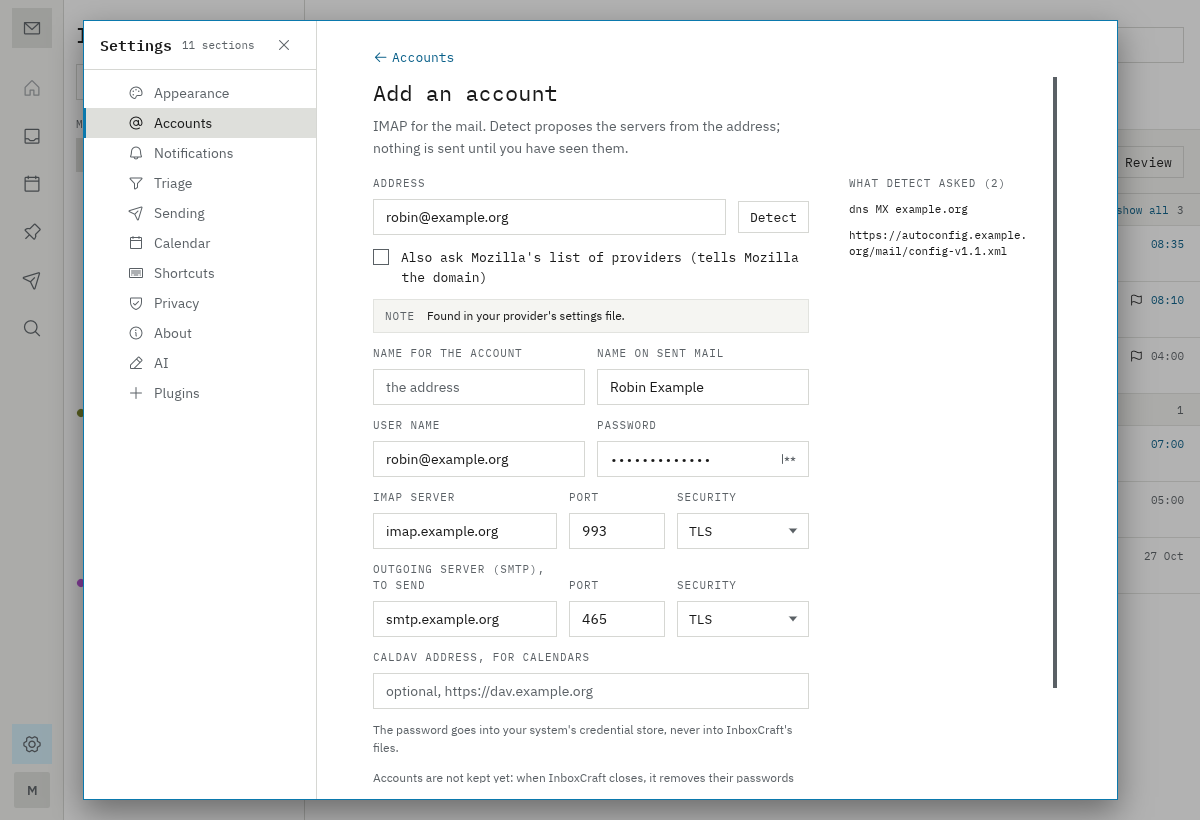 Settings 11 sections
Appearance
Accounts
Notifications
Triage
Sending
Calendar
Shortcuts
Privacy
About
AI
Plugins
M
← Accounts
Add an account
IMAP for the mail. Detect proposes the servers from the address;
nothing is sent until you have seen them.
ADDRESS
robin@example.org
Detect
Also ask Mozilla's list of providers (tells Mozilla
the domain)
NOTE Found in your provider's settings file.
NAME FOR THE ACCOUNT NAME ON SENT MAIL
the address Robin Example
USER NAME PASSWORD
robin@example.org •••••••••••••
IMAP SERVER PORT SECURITY
imap.example.org 993 TLS
OUTGOING SERVER (SMTP),
TO SEND PORT SECURITY
smtp.example.org 465 TLS
CALDAV ADDRESS, FOR CALENDARS
optional, https://dav.example.org
The password goes into your system's credential store, never into InboxCraft's
files.
Accounts are not kept yet: when InboxCraft closes, it removes their passwords
WHAT DETECT ASKED (2)
dns MX example.org
https://autoconfig.example.
org/mail/config-v1.1.xml
Review
show all 3
08:35
08:10
04:00
1
07:00
05:00
27 Oct